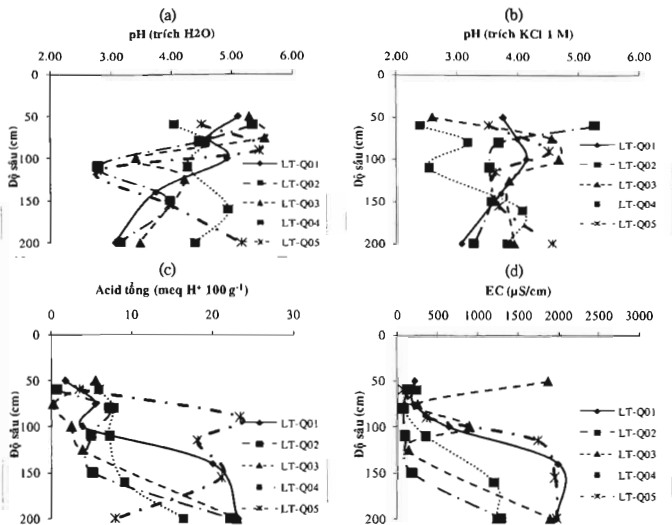 (a)
pH (trích H2O)
2.00 3.00 4.00 5.00 6.00
0
50
100
150
200
Độ sâu (cm)
LT-Q01
LT-Q02
LT-Q03
LT-Q04
LT-Q05
(b)
pH (trích KCl 1 M)
2.00 3.00 4.00 5.00 6.00
0
50
100
150
200
Độ sâu (cm)
LT-Q01
LT-Q02
LT-Q03
LT-Q04
LT-Q05
(c)
Acid tổng (meq H⁺ 100 g⁻¹)
0 10 20 30
0
50
100
150
200
Độ sâu (cm)
LT-Q01
LT-Q02
LT-Q03
LT-Q04
LT-Q05
(d)
EC (µS/cm)
0 500 1000 1500 2000 2500 3000
0
50
100
150
200
Độ sâu (cm)
LT-Q01
LT-Q02
LT-Q03
LT-Q04
LT-Q05